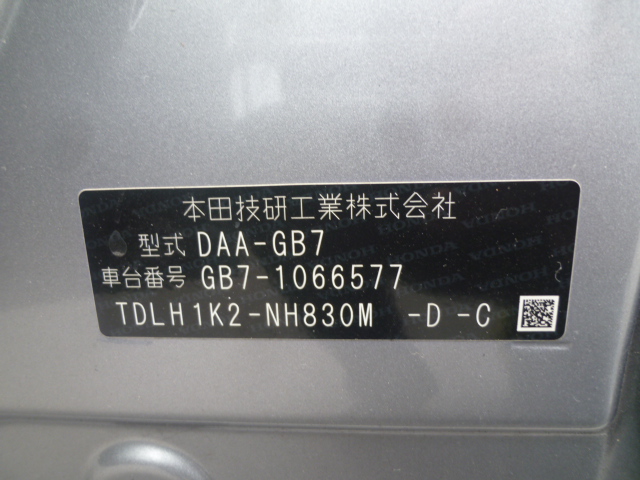 本田技研工業株式会社
型式 DAA-GB7
車台番号 GB7-1066577
TDLH1K2-NH830M -D -C